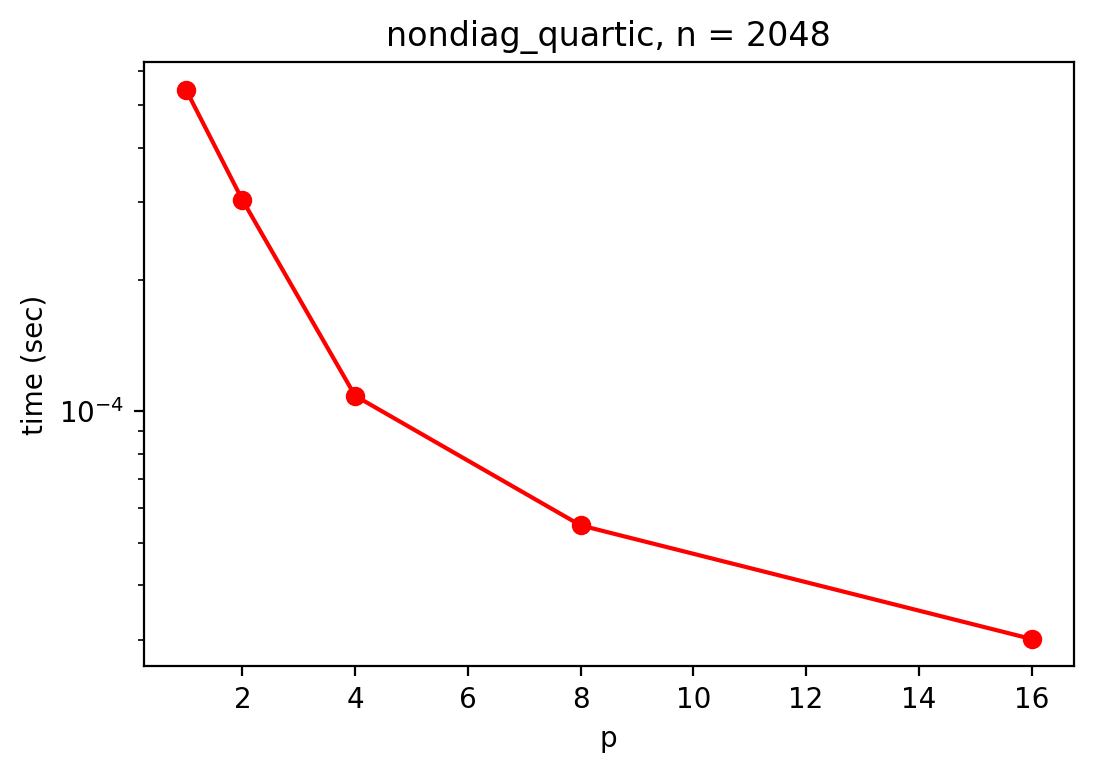 nondiag_quartic, n = 2048
time (sec)
10⁻⁴
2 4 6 8 10 12 14 16
p